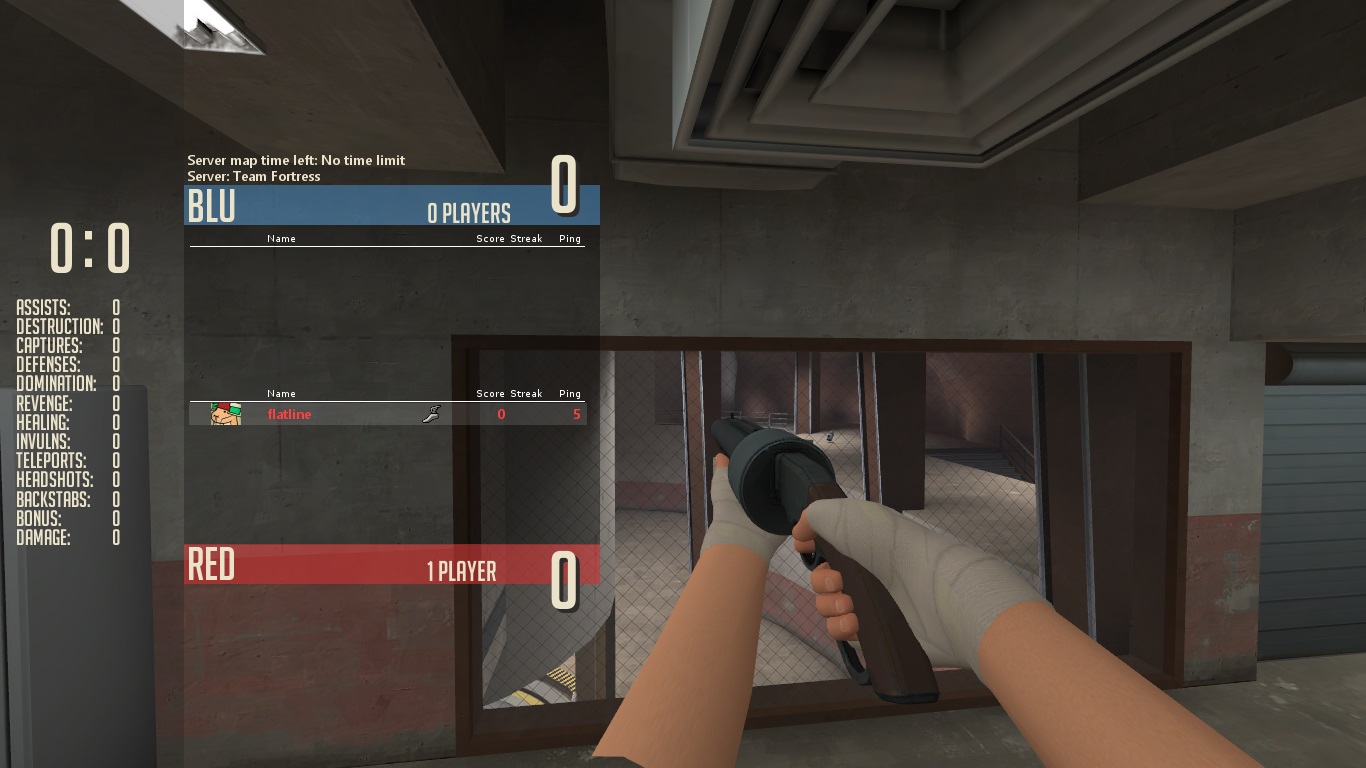 Server map time left: No time limit
Server: Team Fortress
BLU 0 PLAYERS 0
Name Score Streak Ping
0:0
ASSISTS: 0
DESTRUCTION: 0
CAPTURES: 0
DEFENSES: 0
DOMINATION: 0
REVENGE: 0
HEALING: 0
INVULNS: 0
TELEPORTS: 0
HEADSHOTS: 0
BACKSTABS: 0
BONUS: 0
DAMAGE: 0
Name Score Streak Ping
flatline 0 5
RED 1 PLAYER 0